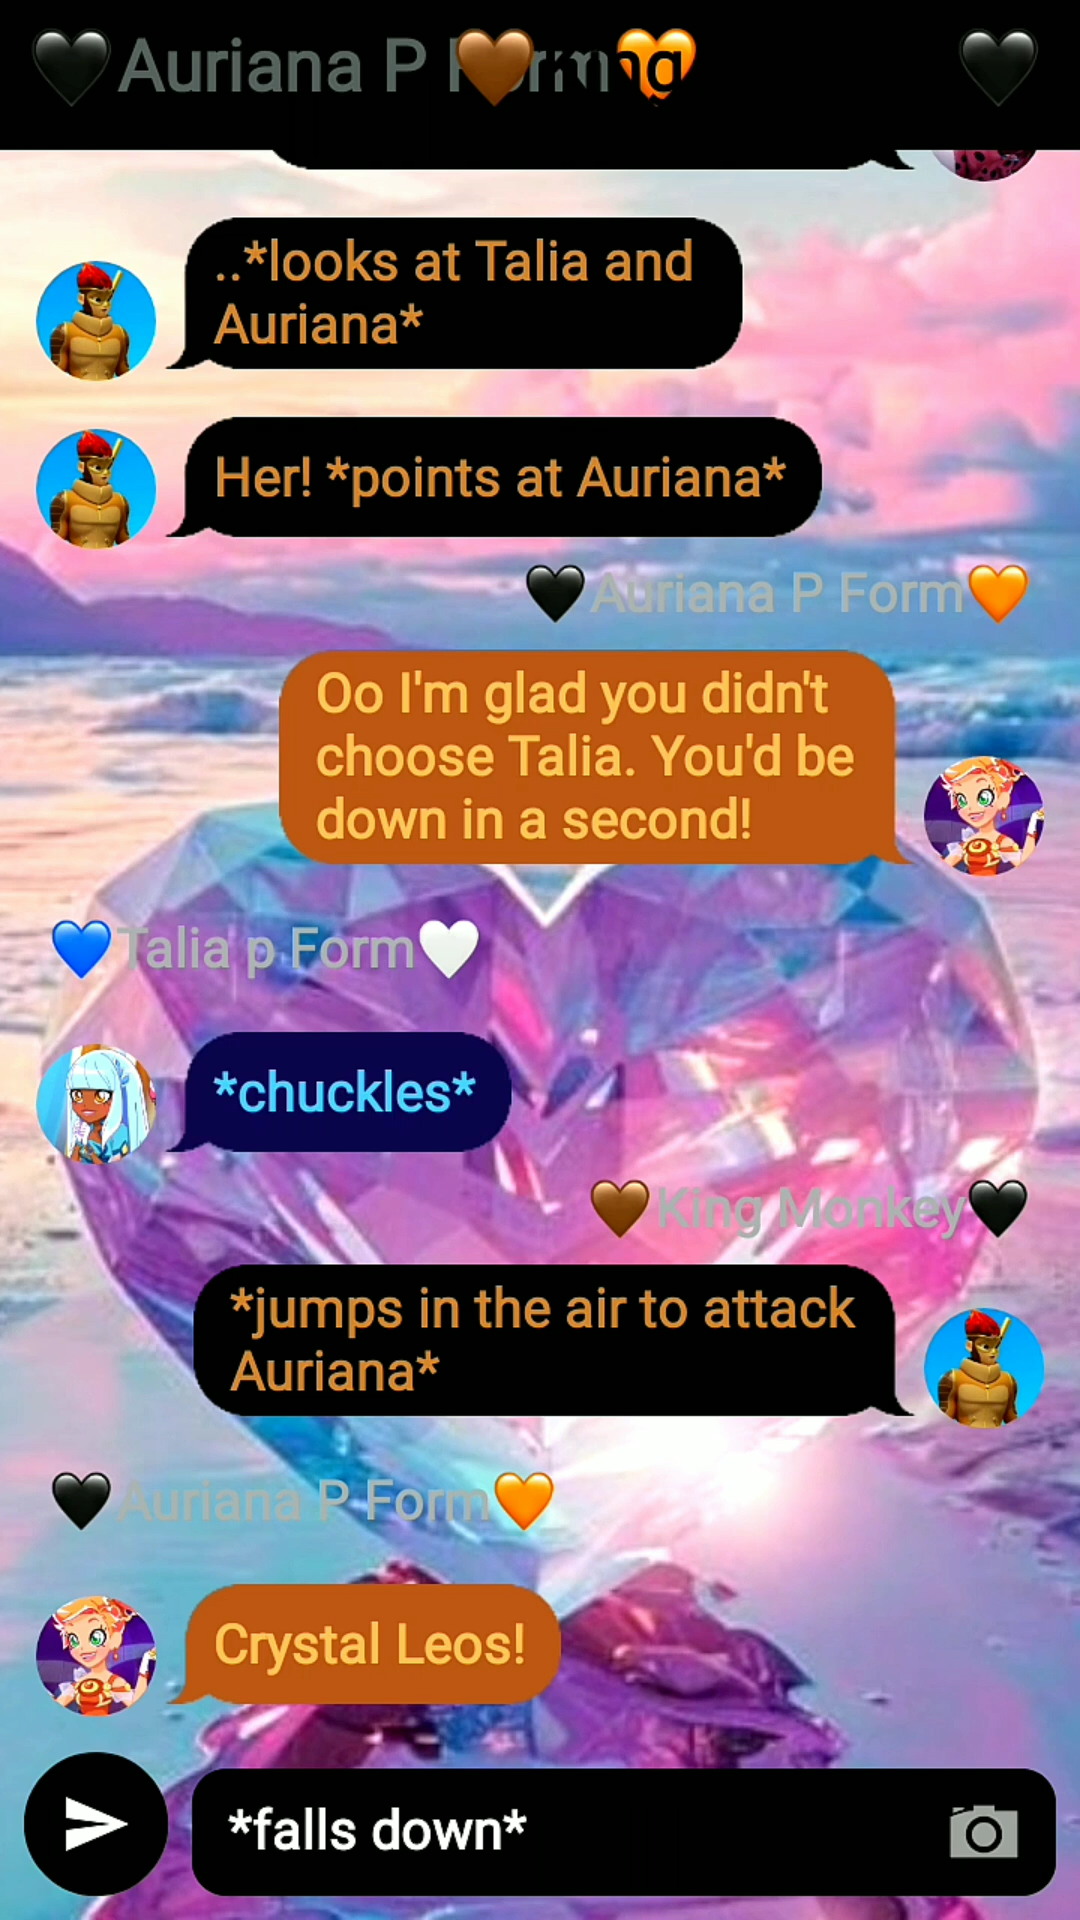 🖤Auriana P Form🧡 🖤
..*looks at Talia and
Auriana*
Her! *points at Auriana*
🖤Auriana P Form🧡
Oo I'm glad you didn't
choose Talia. You'd be
down in a second!
💙Talia p Form🤍
*chuckles*
🤎King Monkey🖤
*jumps in the air to attack
Auriana*
🖤Auriana P Form🧡
Crystal Leos!
*falls down*